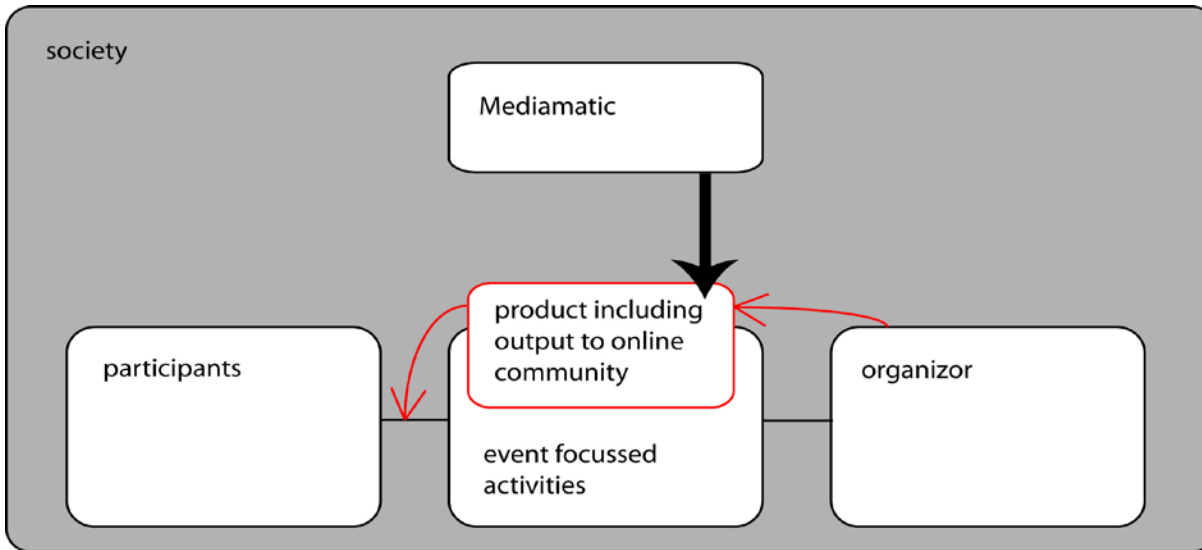 society
Mediamatic
product including
output to online
community
participants
organizor
event focussed
activities